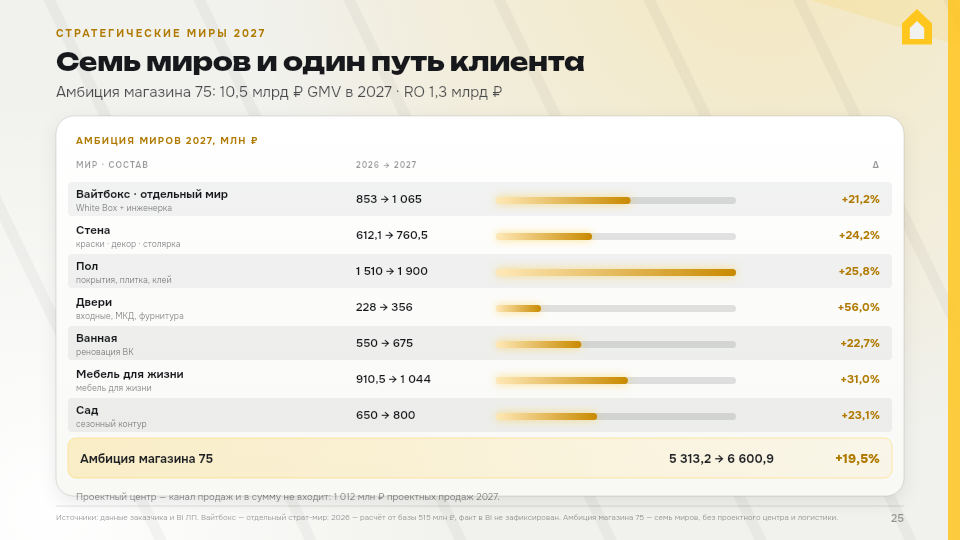 СТРАТЕГИЧЕСКИЕ МИРЫ 2027
Семь миров и один путь клиента
Амбиция магазина 75: 10,5 млрд ₽ GMV в 2027 · RO 1,3 млрд ₽
АМБИЦИЯ МИРОВ 2027, МЛН ₽
МИР · СОСТАВ 2026 → 2027 Δ
Вайтбокс · отдельный мир 853 → 1 065 +21,2%
White Box + инженерка
Стена 612,1 → 760,5 +24,2%
краски · декор · столярка
Пол 1 510 → 1 900 +25,8%
покрытия, плитка, клей
Двери 228 → 356 +56,0%
входные, МКД, фурнитура
Ванная 550 → 675 +22,7%
реновация ВК
Мебель для жизни 910,5 → 1 044 +31,0%
мебель для жизни
Сад 650 → 800 +23,1%
сезонный контур
Амбиция магазина 75 5 313,2 → 6 600,9 +19,5%
Проектный центр — канал продаж и в сумму не входит: 1 012 млн ₽ проектных продаж 2027.
Источники: данные заказчика и BI ЛП. Вайтбокс — отдельный страт-мир: 2026 — расчёт от базы 515 млн ₽, факт в BI не зафиксирован. Амбиция магазина 75 — семь миров, без проектного центра и логистики.
25